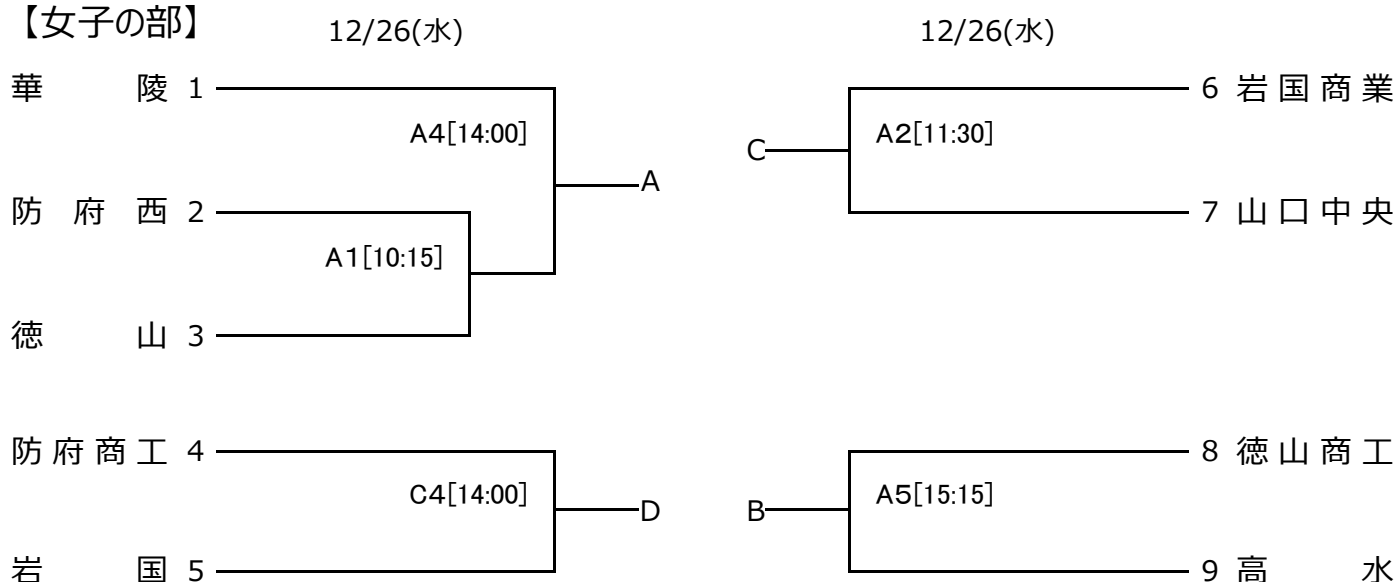 【女子の部】 12/26(水) 12/26(水)
華陵 1 6 岩国商業
A4[14:00] C A2[11:30]
A
防府西 2 7 山口中央
A1[10:15]
徳山 3
防府商工 4 8 徳山商工
C4[14:00] D B A5[15:15]
岩国 5 9 高水